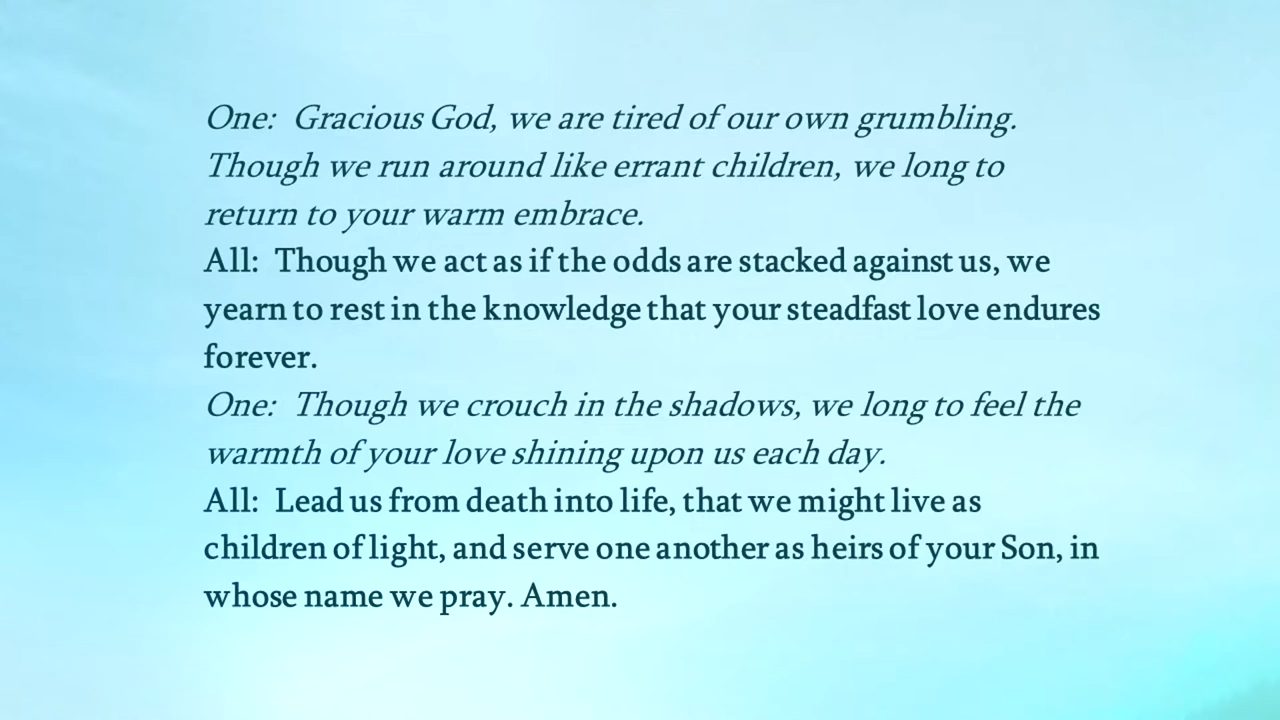 One: Gracious God, we are tired of our own grumbling.
Though we run around like errant children, we long to
return to your warm embrace.
All: Though we act as if the odds are stacked against us, we
yearn to rest in the knowledge that your steadfast love endures
forever.
One: Though we crouch in the shadows, we long to feel the
warmth of your love shining upon us each day.
All: Lead us from death into life, that we might live as
children of light, and serve one another as heirs of your Son, in
whose name we pray. Amen.